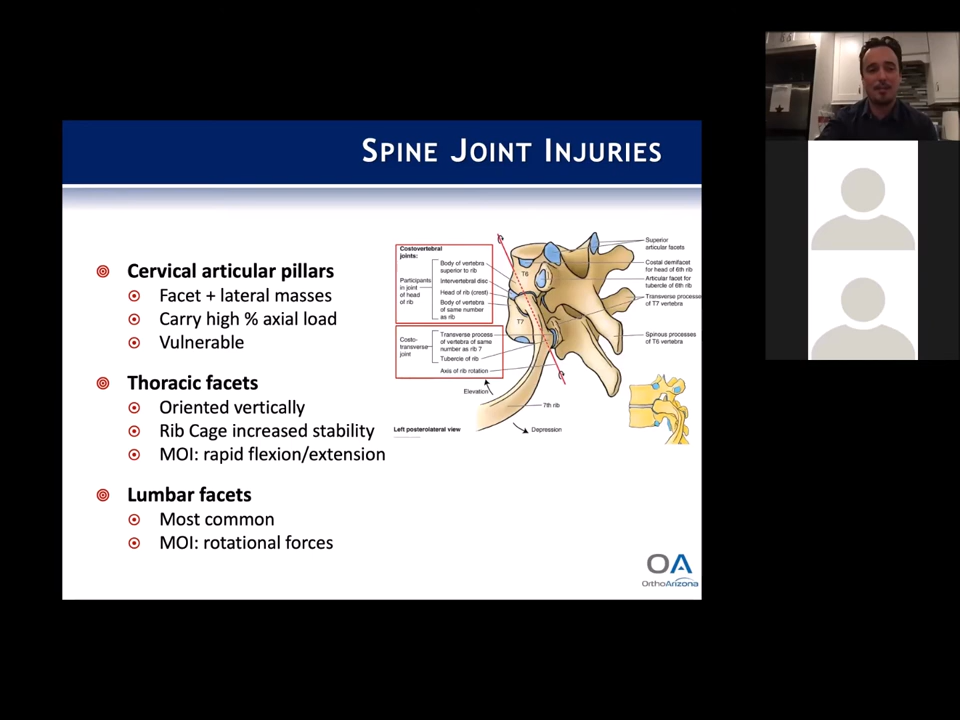 SPINE JOINT INJURIES
Cervical articular pillars
Facet + lateral masses
Carry high % axial load
Vulnerable
Thoracic facets
Oriented vertically
Rib Cage increased stability
MOI: rapid flexion/extension
Lumbar facets
Most common
MOI: rotational forces
Costovertebral
joints:
Participants
in joint
of head
of rib
Body of vertebra
superior to rib
Intervertebral disc
Head of rib (crest)
Body of vertebra
of same number
as rib
Costo-
transverse
joint
Transverse process
of vertebra of same
number as rib 7
Tubercle of rib
Axis of rib rotation
Elevation
7th rib
Depression
Left posterolateral view
T6
T7
Superior
articular facets
Costal demifacet
for head of 6th rib
Articular facet for
tubercle of 6th rib
Transverse processes
of T7 vertebra
Spinous processes
of T6 vertebra
OA
OrthoArizona